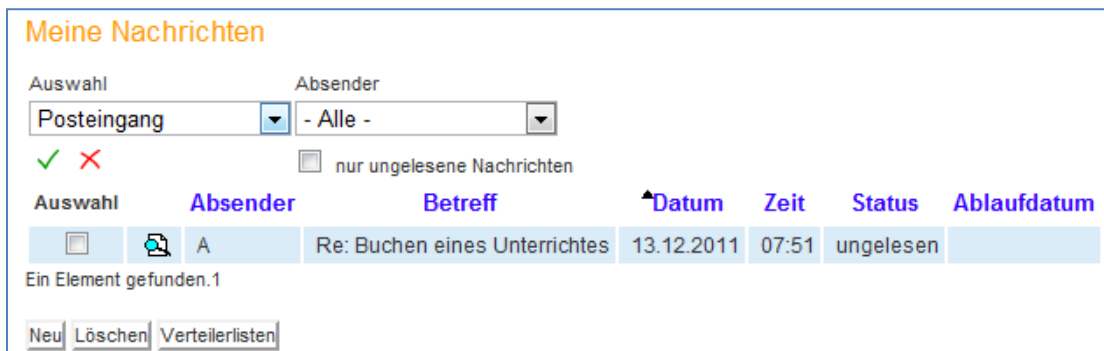 Meine Nachrichten
Auswahl Absender
Posteingang - Alle -
nur ungelesene Nachrichten
Auswahl Absender Betreff Datum Zeit Status Ablaufdatum
A Re: Buchen eines Unterrichtes 13.12.2011 07:51 ungelesen
Ein Element gefunden.1
Neu Löschen Verteilerlisten